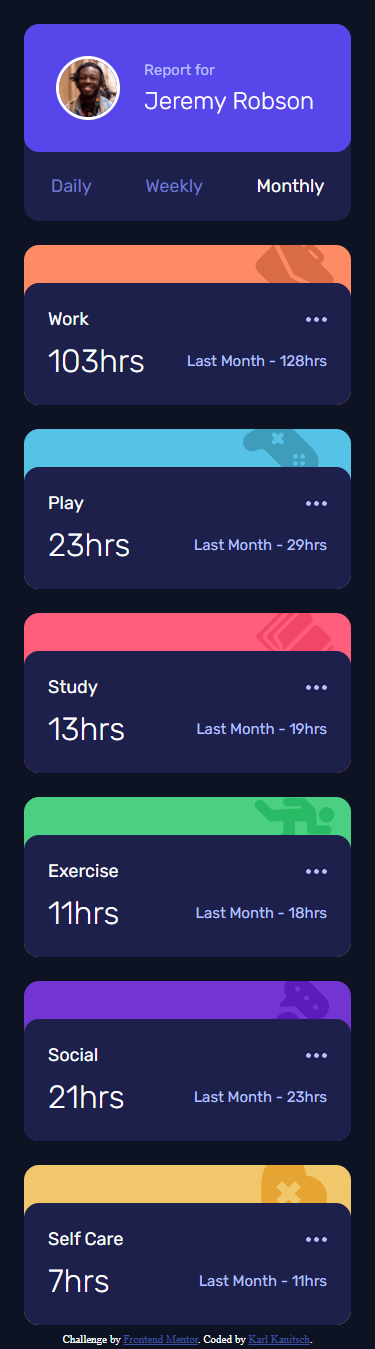 Report for
Jeremy Robson
Daily Weekly Monthly
Work
103hrs Last Month - 128hrs
Play
23hrs Last Month - 29hrs
Study
13hrs Last Month - 19hrs
Exercise
11hrs Last Month - 18hrs
Social
21hrs Last Month - 23hrs
Self Care
7hrs Last Month - 11hrs
Challenge by Frontend Mentor. Coded by Karl Kanitsch.